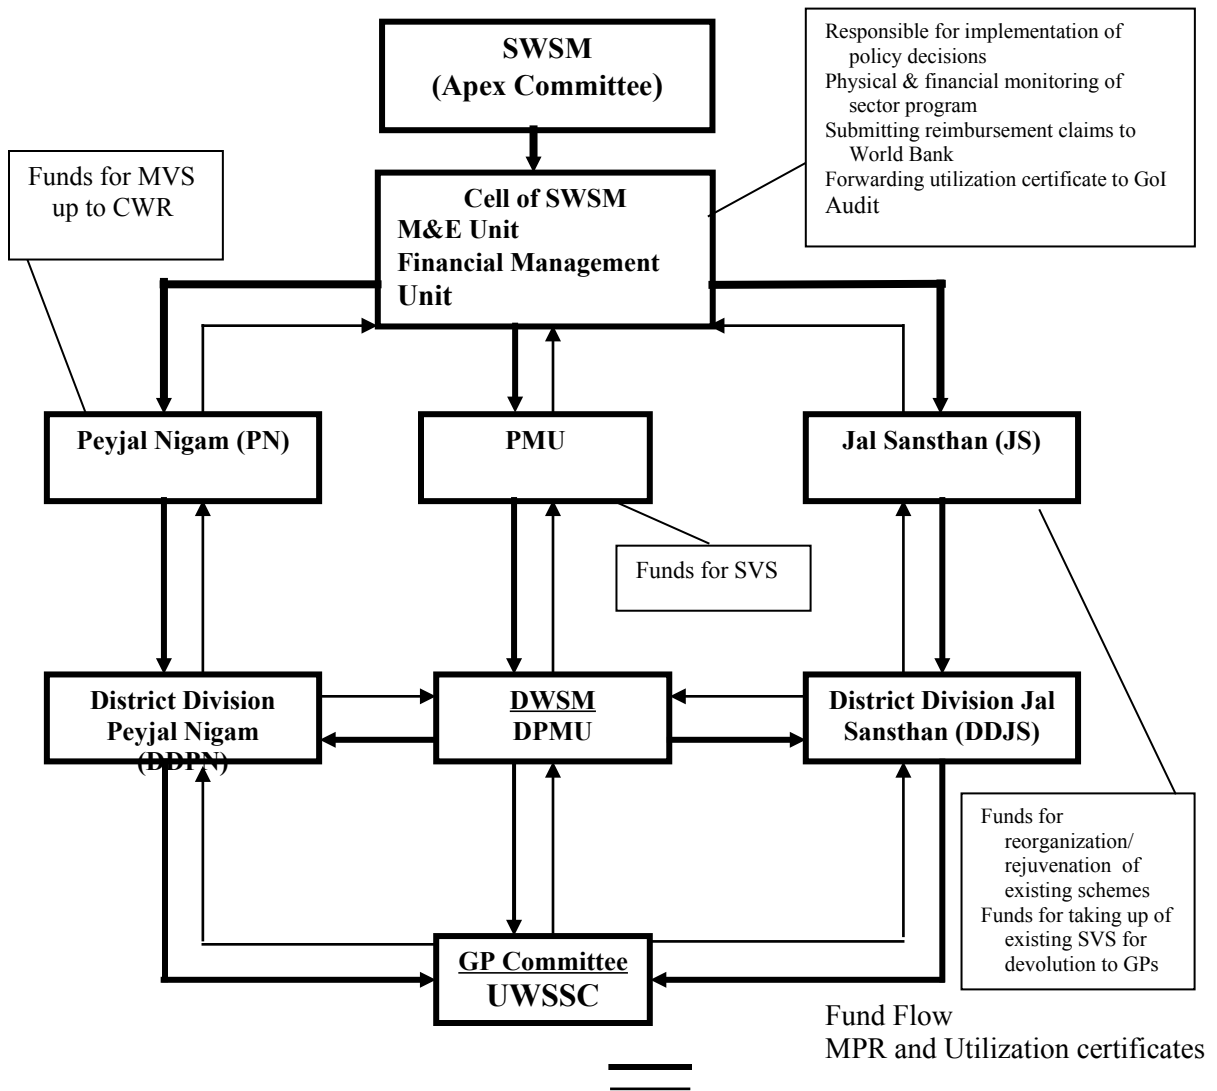 SWSM
(Apex Committee)
Responsible for implementation of
policy decisions
Physical & financial monitoring of
sector program
Submitting reimbursement claims to
World Bank
Forwarding utilization certificate to GoI
Audit
Funds for MVS
up to CWR
Cell of SWSM
M&E Unit
Financial Management
Unit
Peyjal Nigam (PN)
PMU
Jal Sansthan (JS)
Funds for SVS
District Division
Peyjal Nigam
(DDPN)
DWSM
DPMU
District Division Jal
Sansthan (DDJS)
Funds for
reorganization/
rejuvenation of
existing schemes
Funds for taking up of
existing SVS for
devolution to GPs
GP Committee
UWSSC
Fund Flow
MPR and Utilization certificates